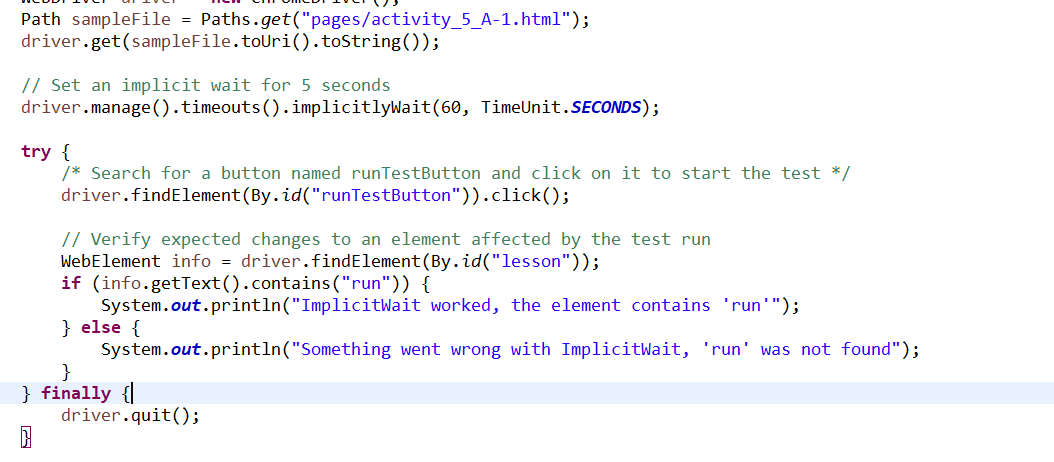 WebDriver driver = new ChromeDriver();
Path sampleFile = Paths.get("pages/activity_5_A-1.html");
driver.get(sampleFile.toUri().toString());
// Set an implicit wait for 5 seconds
driver.manage().timeouts().implicitlyWait(60, TimeUnit.SECONDS);
try {
/* Search for a button named runTestButton and click on it to start the test */
driver.findElement(By.id("runTestButton")).click();
// Verify expected changes to an element affected by the test run
WebElement info = driver.findElement(By.id("lesson"));
if (info.getText().contains("run")) {
System.out.println("ImplicitWait worked, the element contains 'run'");
} else {
System.out.println("Something went wrong with ImplicitWait, 'run' was not found");
}
} finally {
driver.quit();
}